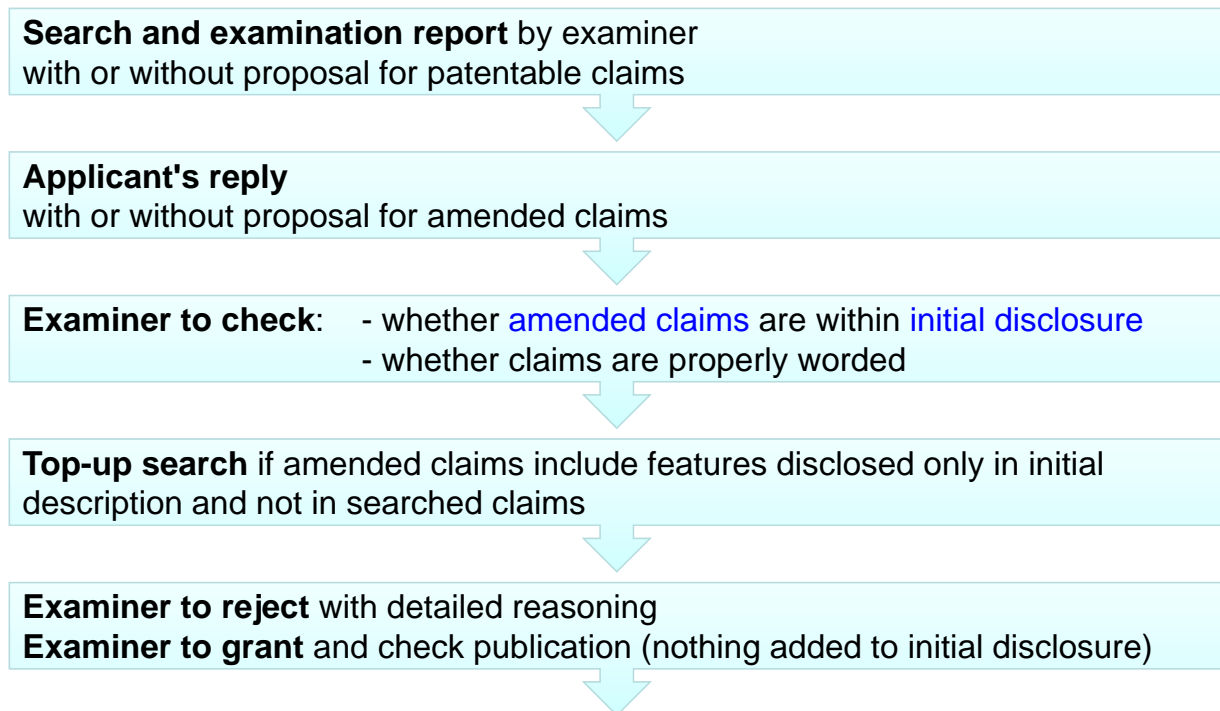 Search and examination report by examiner
with or without proposal for patentable claims
Applicant's reply
with or without proposal for amended claims
Examiner to check: - whether amended claims are within initial disclosure
- whether claims are properly worded
Top-up search if amended claims include features disclosed only in initial
description and not in searched claims
Examiner to reject with detailed reasoning
Examiner to grant and check publication (nothing added to initial disclosure)